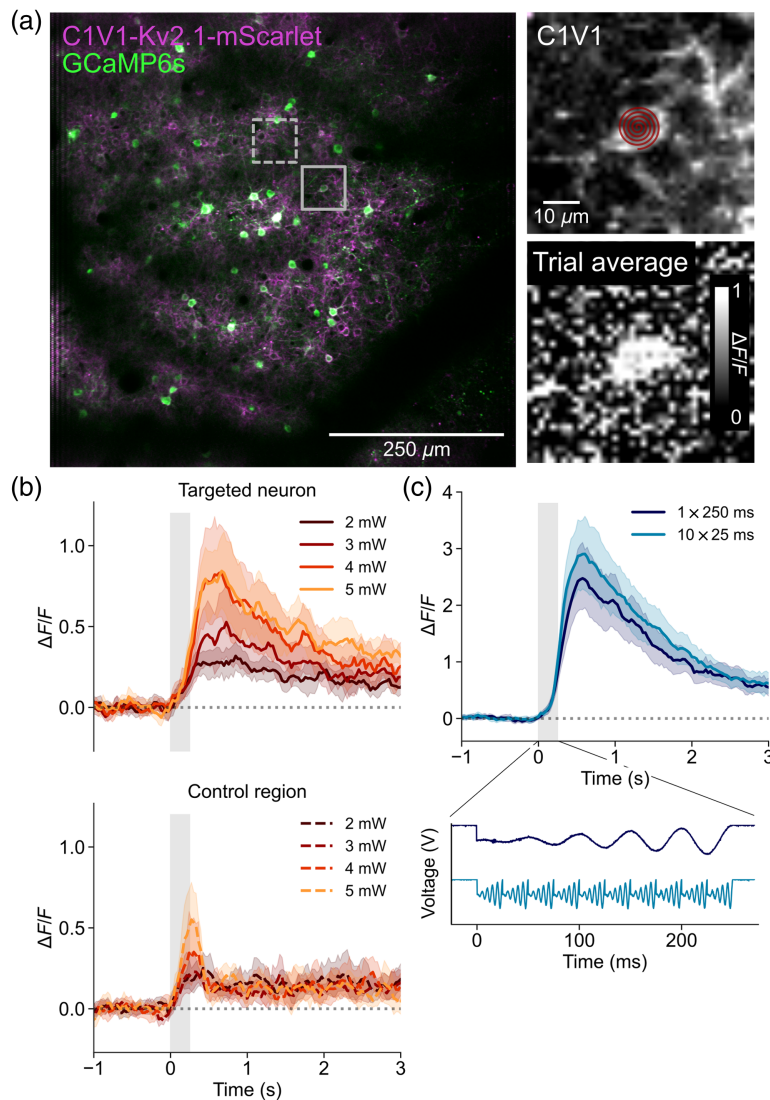 (a)
C1V1-Kv2.1-mScarlet
GCaMP6s
250 µm
C1V1
10 µm
Trial average
1
ΔF/F
0
(b)
Targeted neuron
2 mW
3 mW
4 mW
5 mW
1.0
0.5
0.0
ΔF/F
Control region
2 mW
3 mW
4 mW
5 mW
1.0
0.5
0.0
ΔF/F
−1 0 1 2 3
Time (s)
(c)
1 × 250 ms
10 × 25 ms
4
3
2
1
0
ΔF/F
−1 0 1 2 3
Time (s)
Voltage (V)
0 100 200
Time (ms)